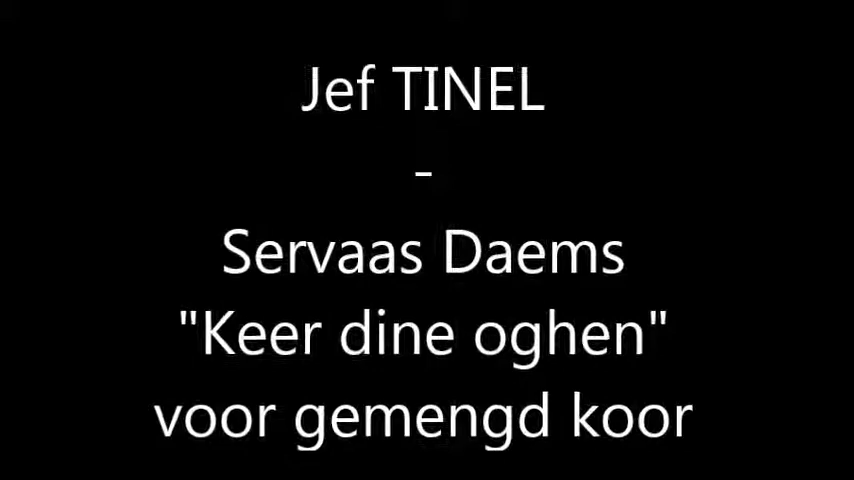 Jef TINEL
-
Servaas Daems
"Keer dine oghen"
voor gemengd koor